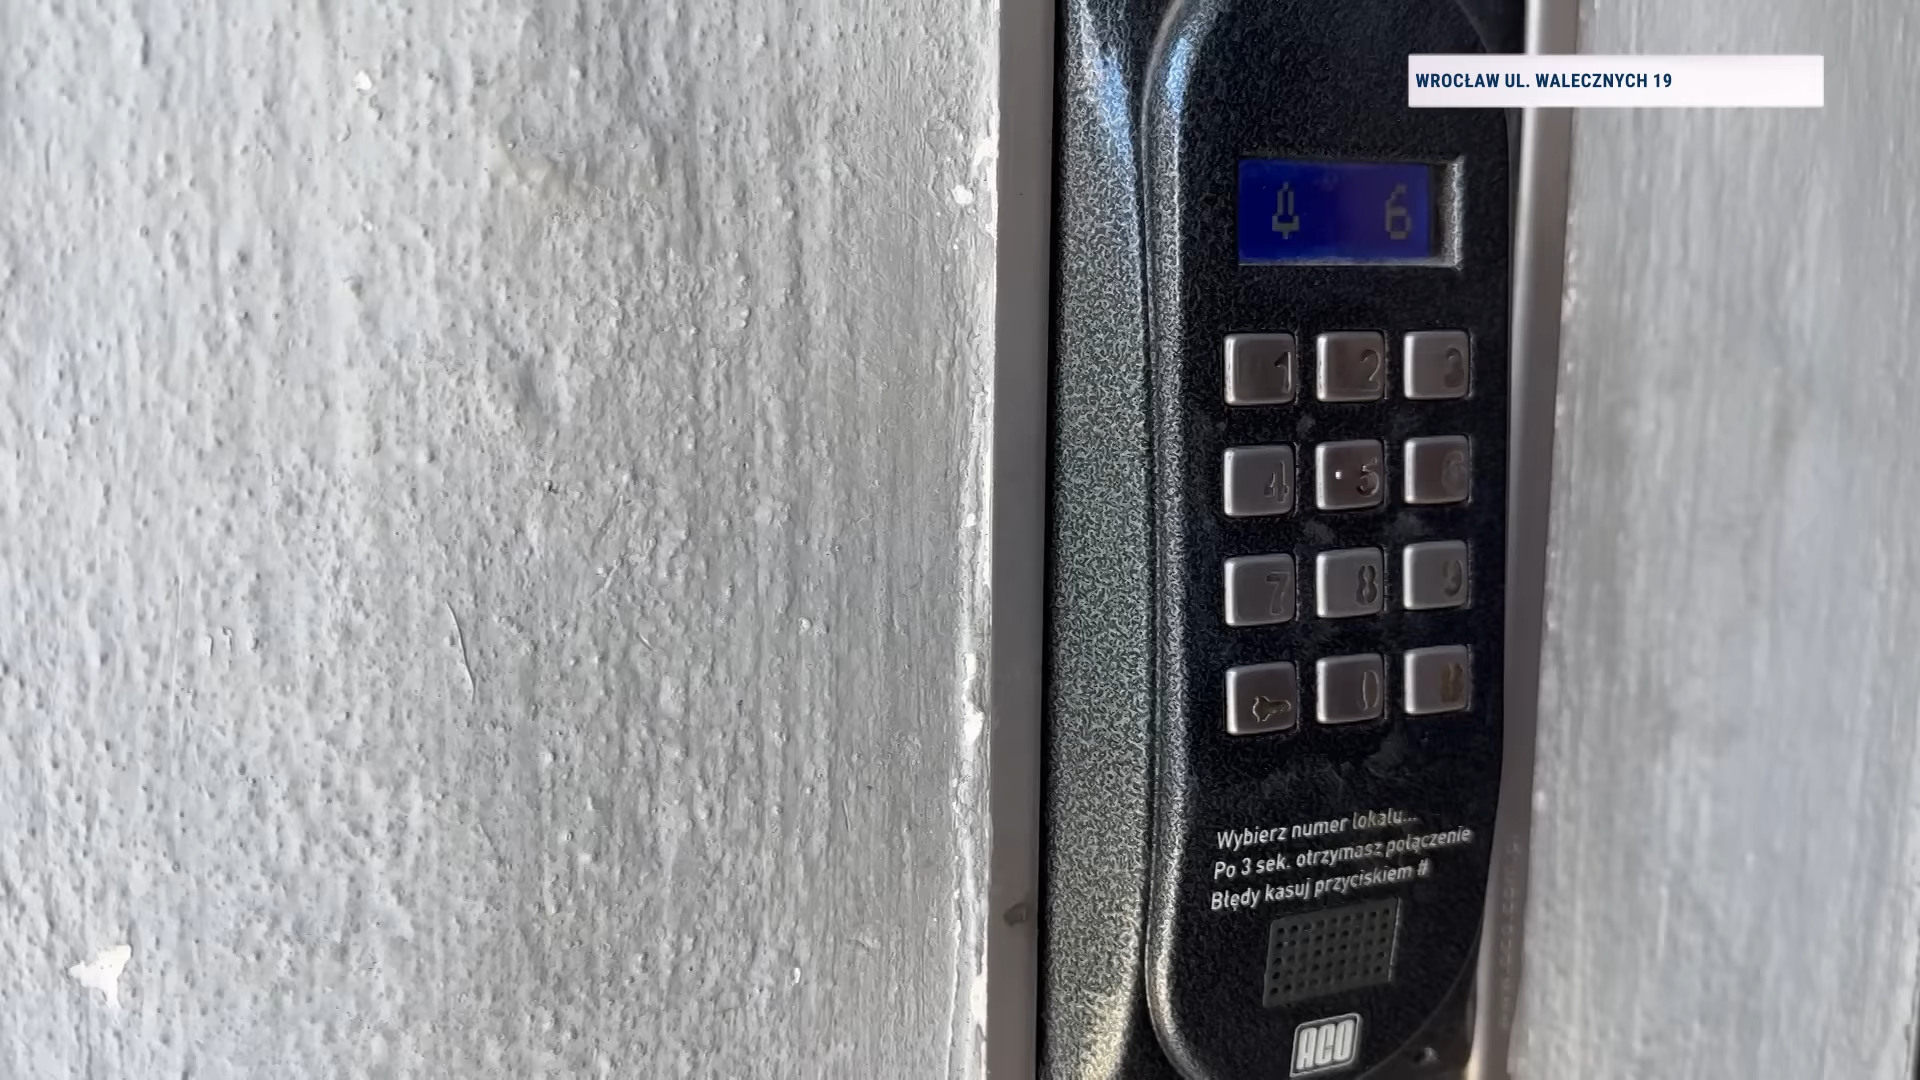 WROCŁAW UL. WALECZNYCH 19
6
1 2 3
4 5 6
7 8 9
0 #
Wybierz numer lokalu...
Po 3 sek. otrzymasz połączenie
Błędy kasuj przyciskiem #
ACO